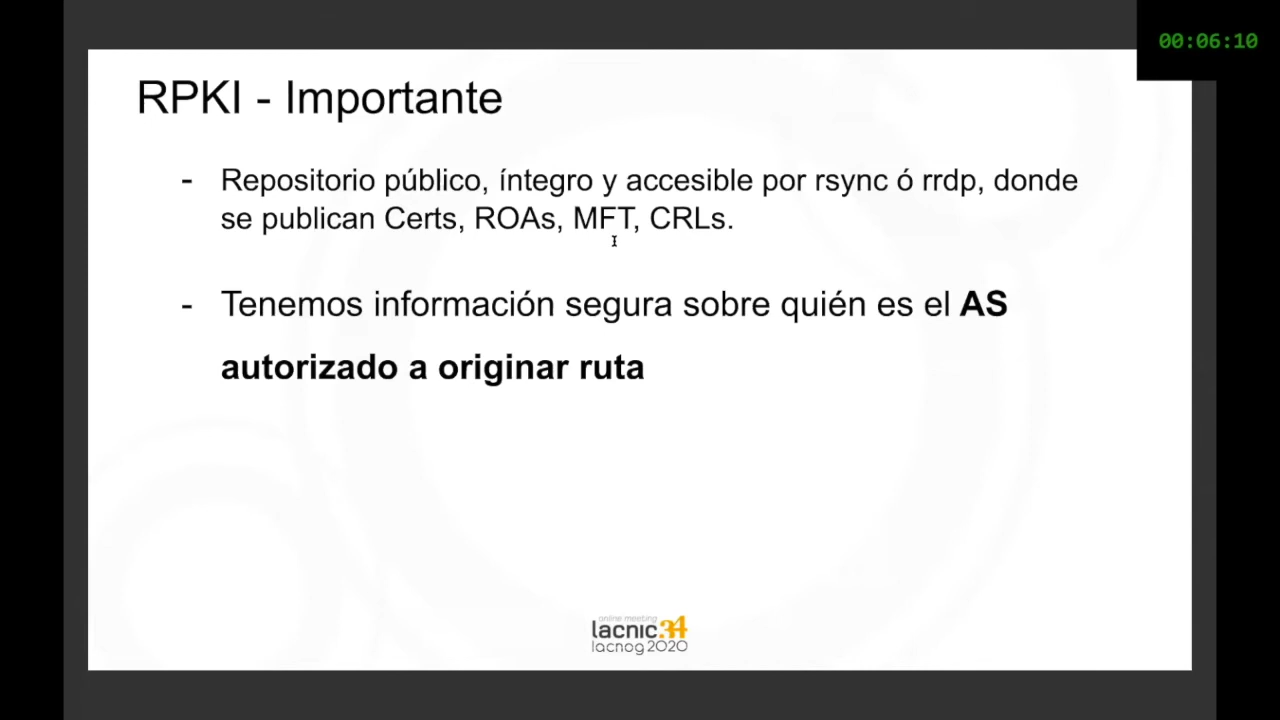 00:06:10
RPKI - Importante
- Repositorio público, íntegro y accesible por rsync ó rrdp, donde
se publican Certs, ROAs, MFT, CRLs.
- Tenemos información segura sobre quién es el AS
autorizado a originar ruta
online meeting
lacnic34
lacnog2020